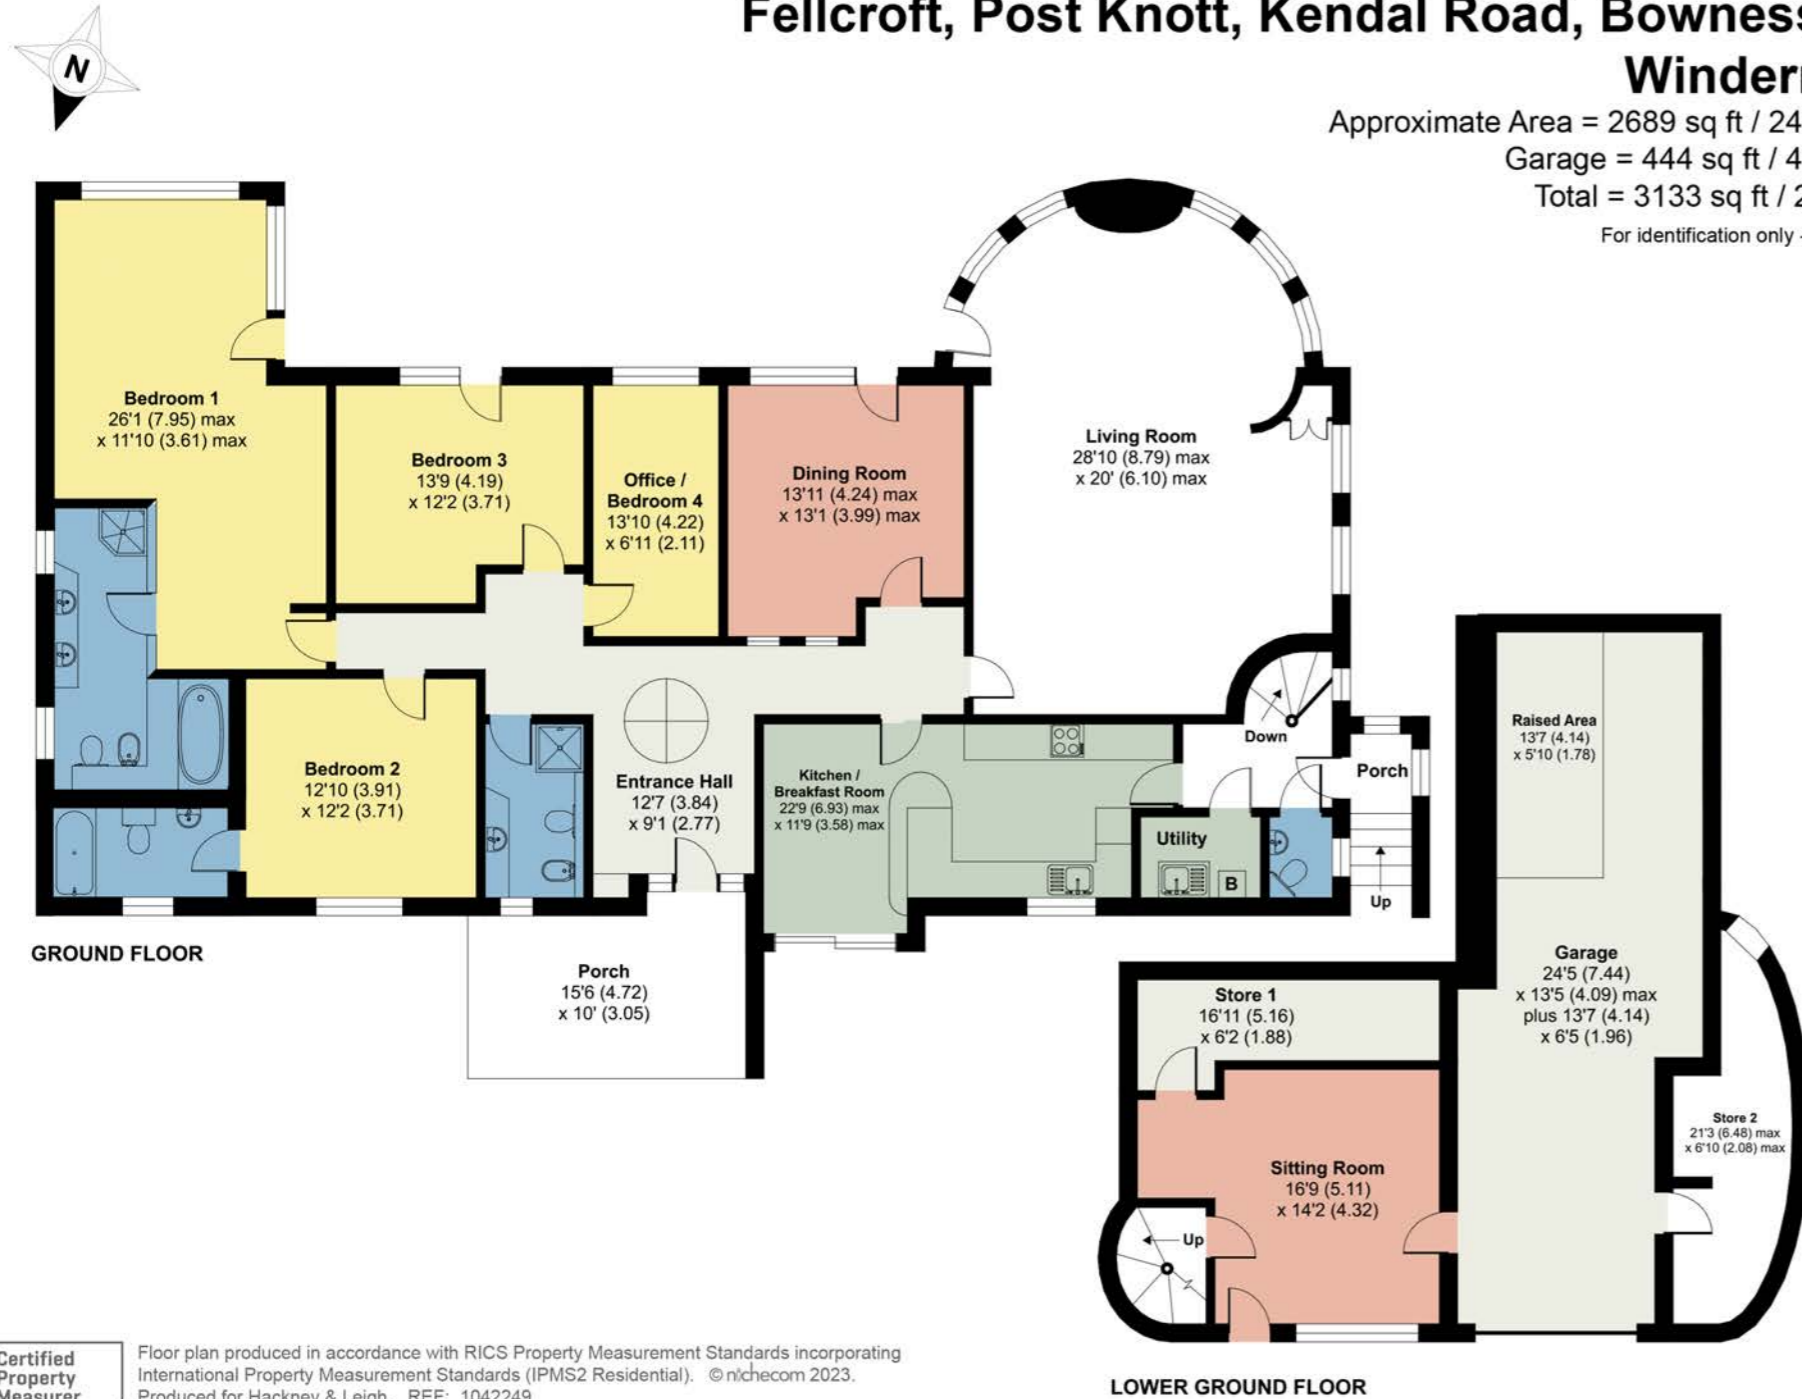 Fellcroft, Post Knott, Kendal Road, Bowness
Winder
Approximate Area = 2689 sq ft / 24
Garage = 444 sq ft / 4
Total = 3133 sq ft / 2
For identification only -
N
Bedroom 1
26'1 (7.95) max
x 11'10 (3.61) max
Bedroom 3
13'9 (4.19)
x 12'2 (3.71)
Office /
Bedroom 4
13'10 (4.22)
x 6'11 (2.11)
Dining Room
13'11 (4.24) max
x 13'1 (3.99) max
Living Room
28'10 (8.79) max
x 20' (6.10) max
Bedroom 2
12'10 (3.91)
x 12'2 (3.71)
Entrance Hall
12'7 (3.84)
x 9'1 (2.77)
Kitchen /
Breakfast Room
22'9 (6.93) max
x 11'9 (3.58) max
Down
Porch
Utility
B
Up
GROUND FLOOR
Porch
15'6 (4.72)
x 10' (3.05)
Raised Area
13'7 (4.14)
x 5'10 (1.78)
Garage
24'5 (7.44)
x 13'5 (4.09) max
plus 13'7 (4.14)
x 6'5 (1.96)
Store 1
16'11 (5.16)
x 6'2 (1.88)
Store 2
21'3 (6.48) max
x 6'10 (2.08) max
Sitting Room
16'9 (5.11)
x 14'2 (4.32)
Up
LOWER GROUND FLOOR
Certified
Property
Measurer
Floor plan produced in accordance with RICS Property Measurement Standards incorporating
International Property Measurement Standards (IPMS2 Residential). © nichecom 2023.
Produced for Hackney & Leigh. REF: 1042249